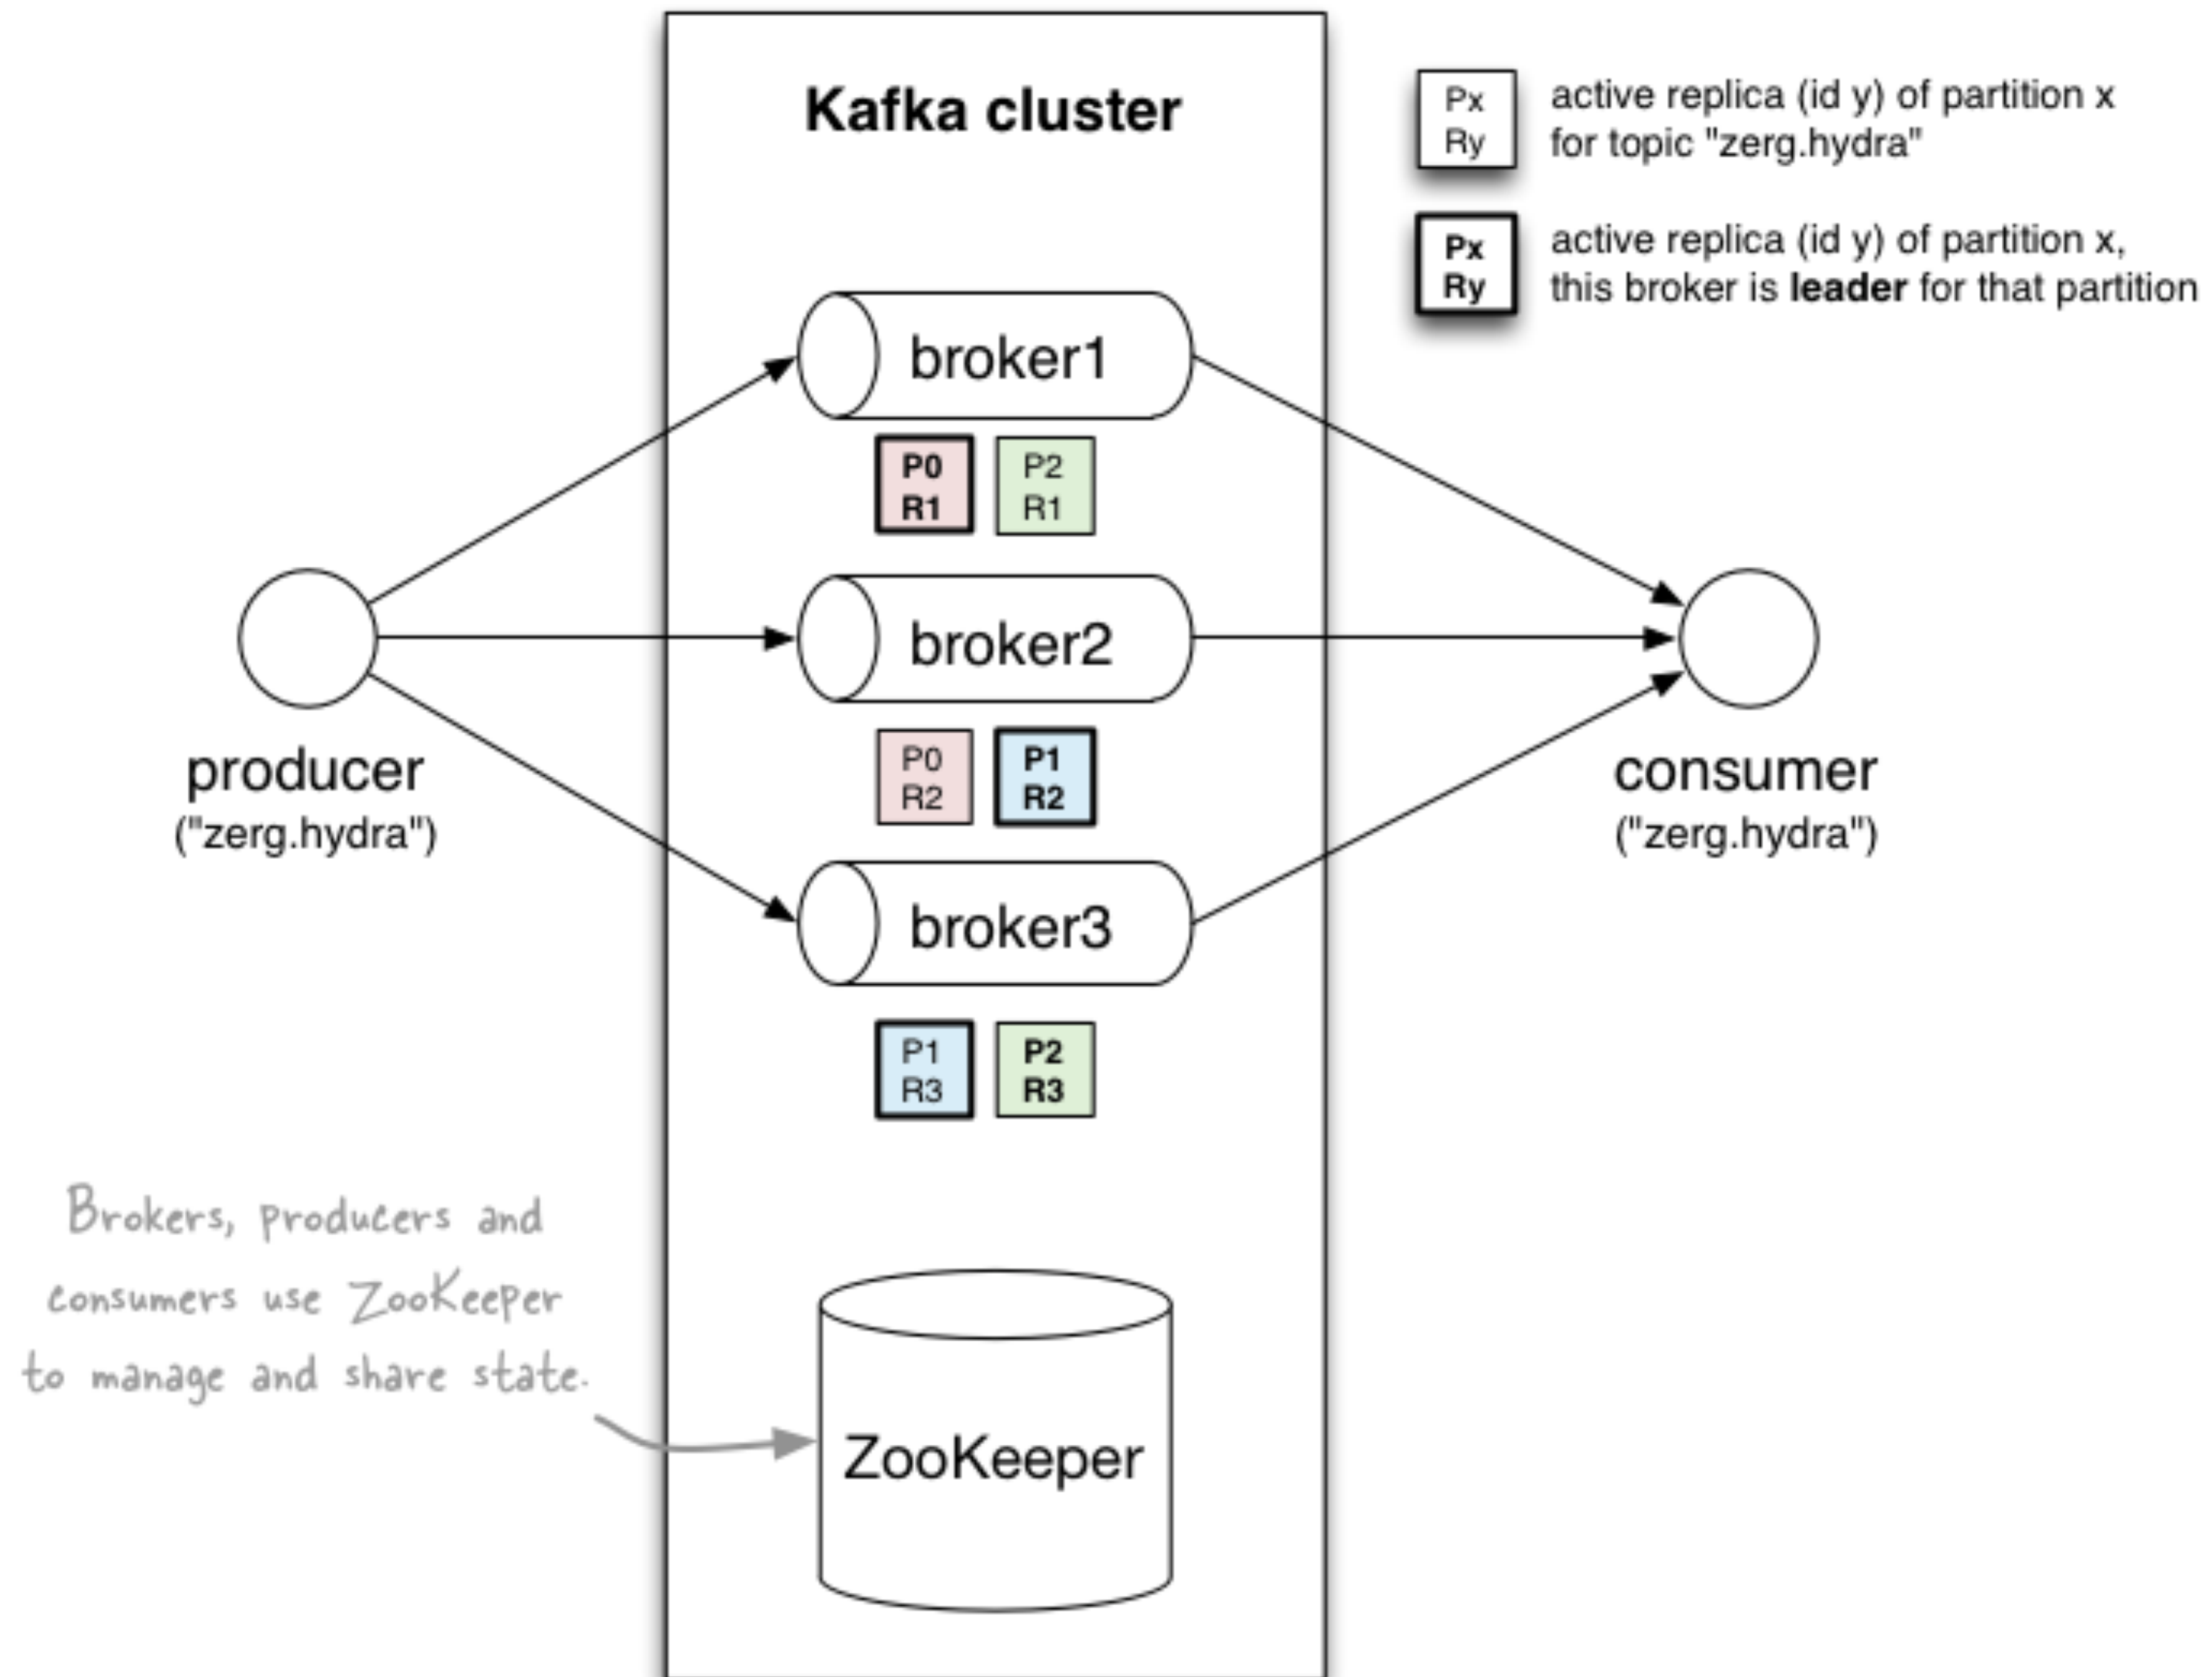 Kafka cluster
Px
Ry
active replica (id y) of partition x
for topic "zerg.hydra"
Px
Ry
active replica (id y) of partition x,
this broker is leader for that partition
broker1
P0
R1
P2
R1
broker2
P0
R2
P1
R2
producer
("zerg.hydra")
consumer
("zerg.hydra")
broker3
P1
R3
P2
R3
Brokers, producers and
consumers use ZooKeeper
to manage and share state.
ZooKeeper